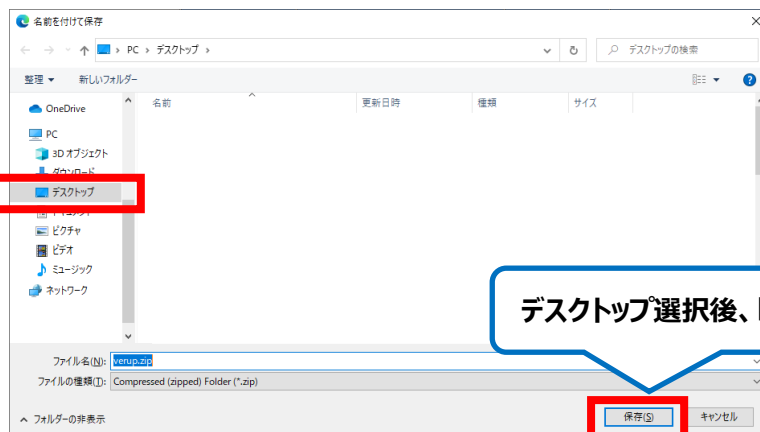 名前を付けて保存
PC › デスクトップ ›
デスクトップの検索
整理 新しいフォルダー
名前 更新日時 種類 サイズ
OneDrive
PC
3D オブジェクト
ダウンロード
デスクトップ
ピクチャ
ビデオ
ミュージック
ネットワーク
デスクトップ選択後、
ファイル名(N): verup.zip
ファイルの種類(T): Compressed (zipped) Folder (*.zip)
フォルダーの非表示
保存(S) キャンセル